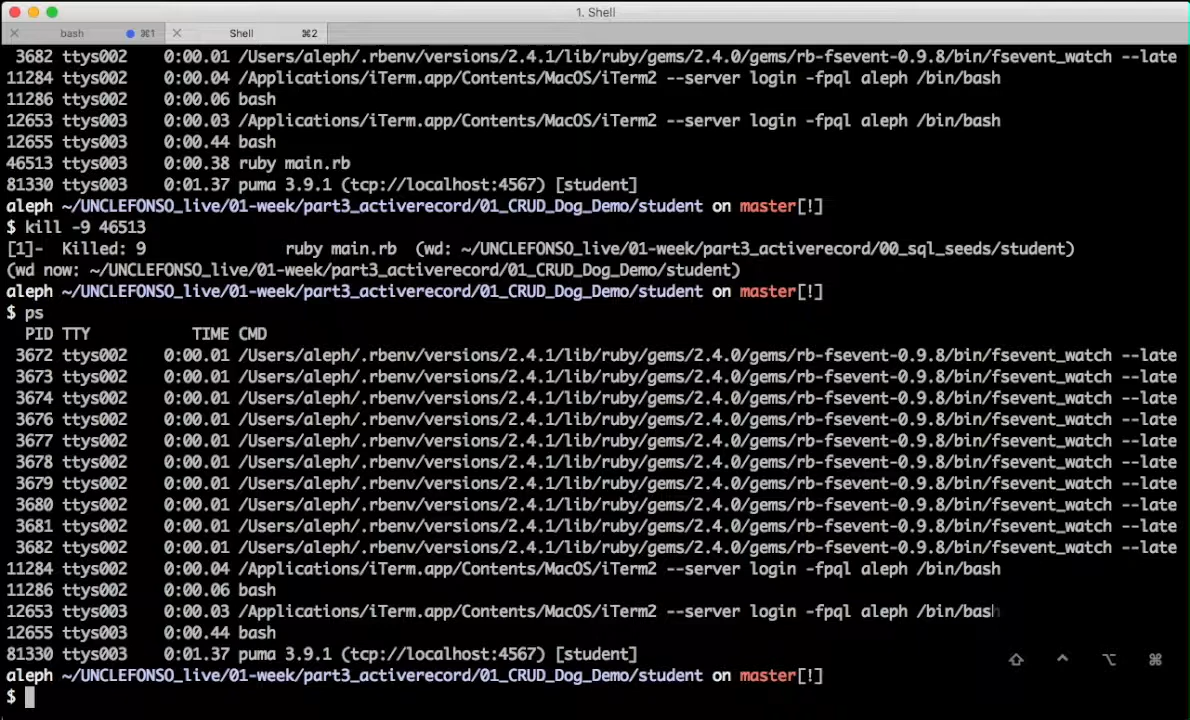 1. Shell
bash ⌘1 Shell ⌘2
3682 ttys002 0:00.01 /Users/aleph/.rbenv/versions/2.4.1/lib/ruby/gems/2.4.0/gems/rb-fsevent-0.9.8/bin/fsevent_watch --late
11284 ttys002 0:00.04 /Applications/iTerm.app/Contents/MacOS/iTerm2 --server login -fpql aleph /bin/bash
11286 ttys002 0:00.06 bash
12653 ttys003 0:00.03 /Applications/iTerm.app/Contents/MacOS/iTerm2 --server login -fpql aleph /bin/bash
12655 ttys003 0:00.44 bash
46513 ttys003 0:00.38 ruby main.rb
81330 ttys003 0:01.37 puma 3.9.1 (tcp://localhost:4567) [student]
aleph ~/UNCLEFONSO_live/01-week/part3_activerecord/01_CRUD_Dog_Demo/student on master[!]
$ kill -9 46513
[1]- Killed: 9 ruby main.rb (wd: ~/UNCLEFONSO_live/01-week/part3_activerecord/00_sql_seeds/student)
(wd now: ~/UNCLEFONSO_live/01-week/part3_activerecord/01_CRUD_Dog_Demo/student)
aleph ~/UNCLEFONSO_live/01-week/part3_activerecord/01_CRUD_Dog_Demo/student on master[!]
$ ps
PID TTY TIME CMD
3672 ttys002 0:00.01 /Users/aleph/.rbenv/versions/2.4.1/lib/ruby/gems/2.4.0/gems/rb-fsevent-0.9.8/bin/fsevent_watch --late
3673 ttys002 0:00.01 /Users/aleph/.rbenv/versions/2.4.1/lib/ruby/gems/2.4.0/gems/rb-fsevent-0.9.8/bin/fsevent_watch --late
3674 ttys002 0:00.01 /Users/aleph/.rbenv/versions/2.4.1/lib/ruby/gems/2.4.0/gems/rb-fsevent-0.9.8/bin/fsevent_watch --late
3676 ttys002 0:00.01 /Users/aleph/.rbenv/versions/2.4.1/lib/ruby/gems/2.4.0/gems/rb-fsevent-0.9.8/bin/fsevent_watch --late
3677 ttys002 0:00.01 /Users/aleph/.rbenv/versions/2.4.1/lib/ruby/gems/2.4.0/gems/rb-fsevent-0.9.8/bin/fsevent_watch --late
3678 ttys002 0:00.01 /Users/aleph/.rbenv/versions/2.4.1/lib/ruby/gems/2.4.0/gems/rb-fsevent-0.9.8/bin/fsevent_watch --late
3679 ttys002 0:00.01 /Users/aleph/.rbenv/versions/2.4.1/lib/ruby/gems/2.4.0/gems/rb-fsevent-0.9.8/bin/fsevent_watch --late
3680 ttys002 0:00.01 /Users/aleph/.rbenv/versions/2.4.1/lib/ruby/gems/2.4.0/gems/rb-fsevent-0.9.8/bin/fsevent_watch --late
3681 ttys002 0:00.01 /Users/aleph/.rbenv/versions/2.4.1/lib/ruby/gems/2.4.0/gems/rb-fsevent-0.9.8/bin/fsevent_watch --late
3682 ttys002 0:00.01 /Users/aleph/.rbenv/versions/2.4.1/lib/ruby/gems/2.4.0/gems/rb-fsevent-0.9.8/bin/fsevent_watch --late
11284 ttys002 0:00.04 /Applications/iTerm.app/Contents/MacOS/iTerm2 --server login -fpql aleph /bin/bash
11286 ttys002 0:00.06 bash
12653 ttys003 0:00.03 /Applications/iTerm.app/Contents/MacOS/iTerm2 --server login -fpql aleph /bin/bash
12655 ttys003 0:00.44 bash
81330 ttys003 0:01.37 puma 3.9.1 (tcp://localhost:4567) [student]
aleph ~/UNCLEFONSO_live/01-week/part3_activerecord/01_CRUD_Dog_Demo/student on master[!]
$